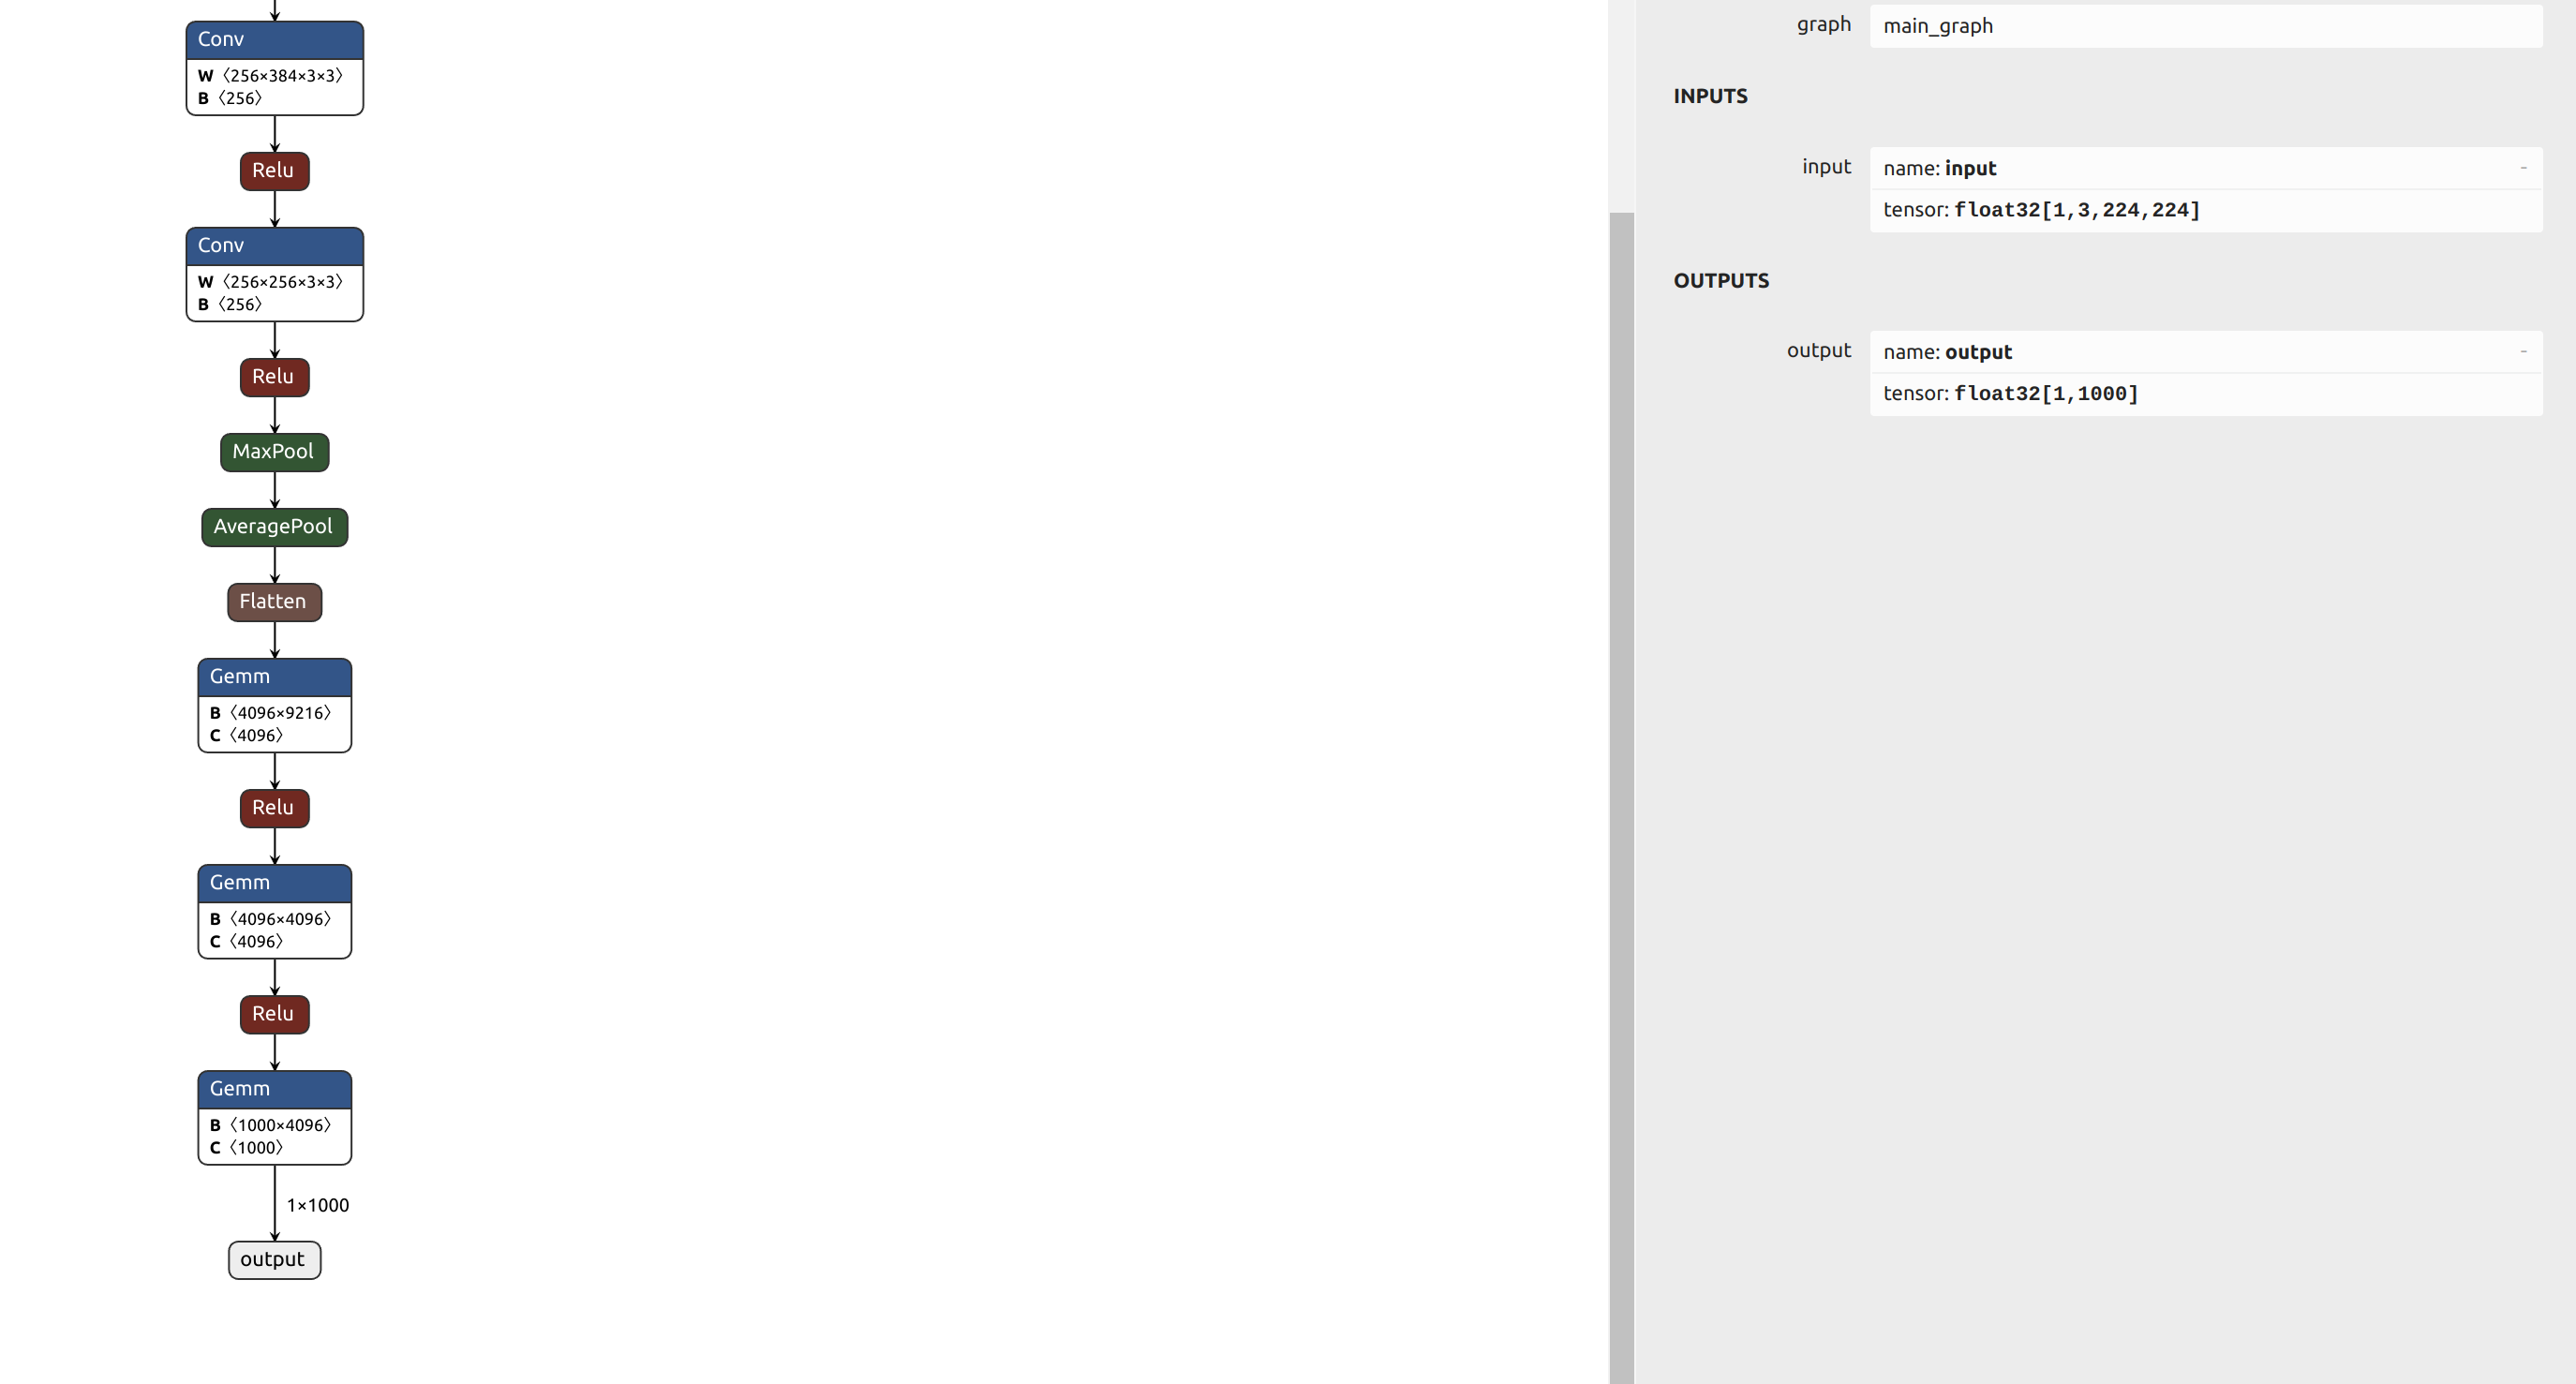 Conv
W 〈256×384×3×3〉
B 〈256〉
Relu
Conv
W 〈256×256×3×3〉
B 〈256〉
Relu
MaxPool
AveragePool
Flatten
Gemm
B 〈4096×9216〉
C 〈4096〉
Relu
Gemm
B 〈4096×4096〉
C 〈4096〉
Relu
Gemm
B 〈1000×4096〉
C 〈1000〉
1×1000
output
graph main_graph
INPUTS
input name: input -
tensor: float32[1,3,224,224]
OUTPUTS
output name: output -
tensor: float32[1,1000]